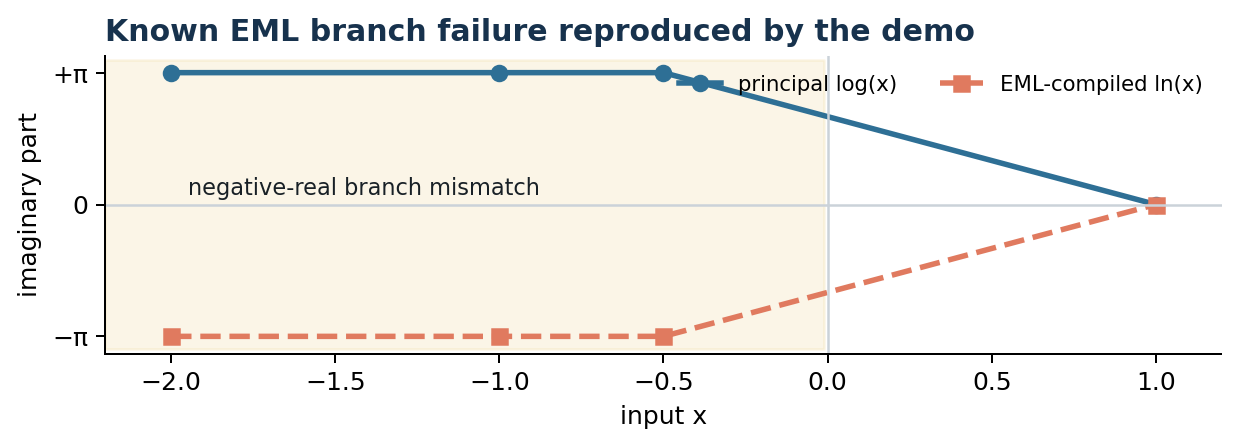 Known EML branch failure reproduced by the demo
+π
0
−π
imaginary part
principal log(x)
EML-compiled ln(x)
negative-real branch mismatch
−2.0
−1.5
−1.0
−0.5
0.0
0.5
1.0
input x